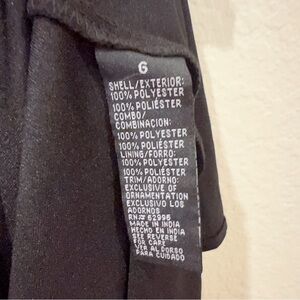 6
SHELL/EXTERIOR:
100% POLYESTER
100% POLIÉSTER
COMBO/
COMBINACION:
100% POLYESTER
100% POLIÉSTER
LINING/FORRO:
100% POLYESTER
100% POLIÉSTER
TRIM/ADORNO:
EXCLUSIVE OF
ORNAMENTATION
EXCLUSIVO LOS
ADORNOS
RN# 62996
MADE IN INDIA
HECHO EN INDIA
SEE REVERSE
FOR CARE
VER AL DORSO
PARA CUIDADO